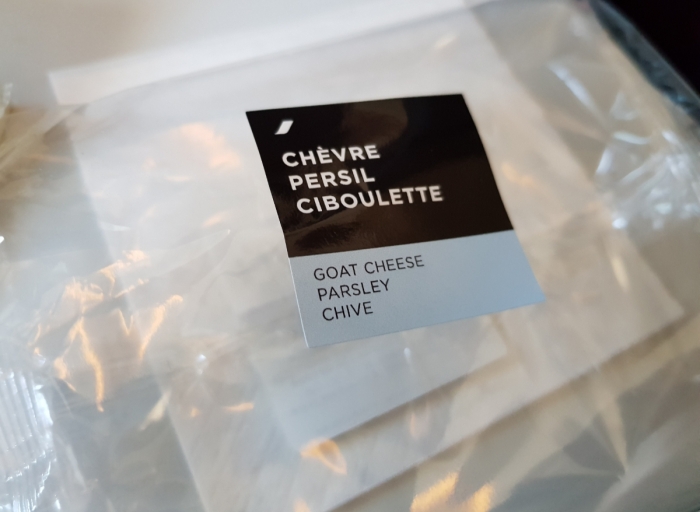 CHÈVRE
PERSIL
CIBOULETTE
GOAT CHEESE
PARSLEY
CHIVE